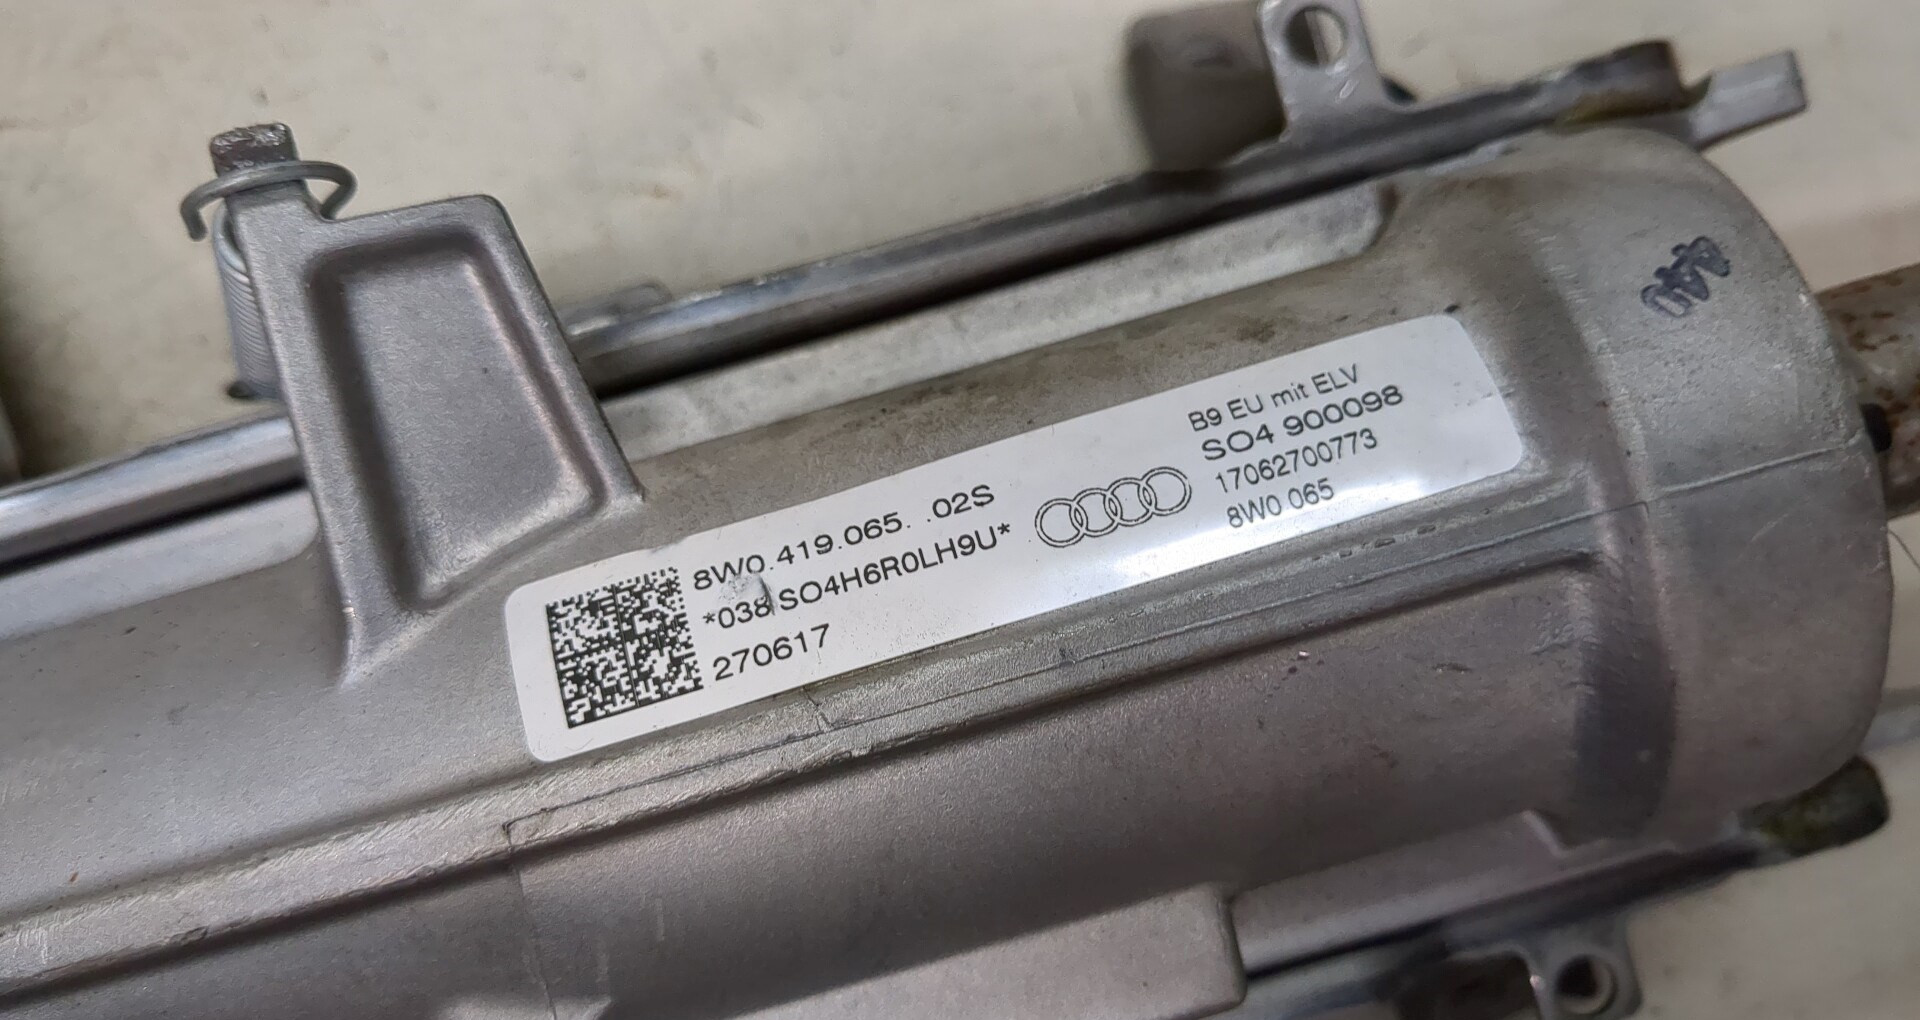 8W0.419.065. .02S
*038 SO4H6R0LH9U*
270617
B9 EU mit ELV
SO4 900098
17062700773
8W0 065